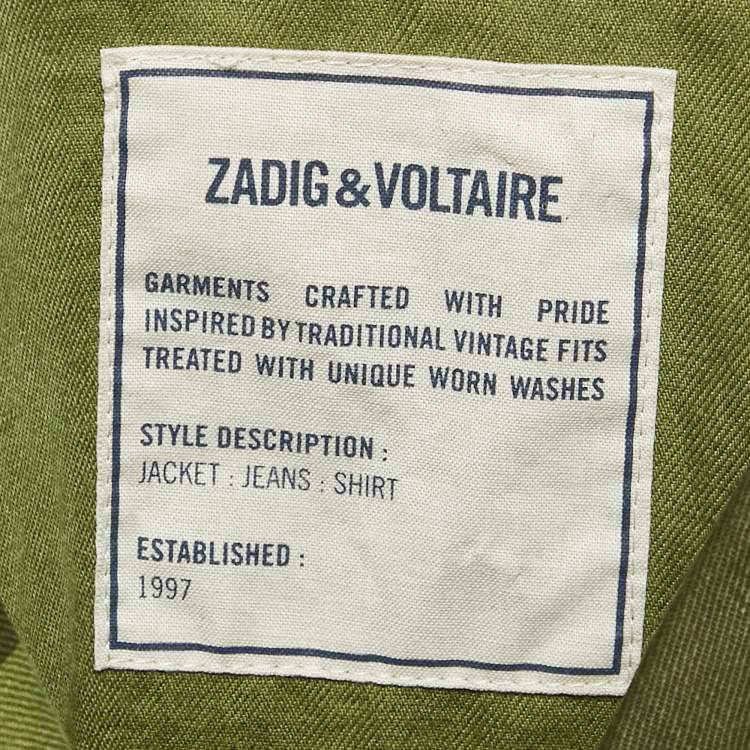 ZADIG & VOLTAIRE
GARMENTS CRAFTED WITH PRIDE
INSPIRED BY TRADITIONAL VINTAGE FITS
TREATED WITH UNIQUE WORN WASHES
STYLE DESCRIPTION :
JACKET : JEANS : SHIRT
ESTABLISHED :
1997